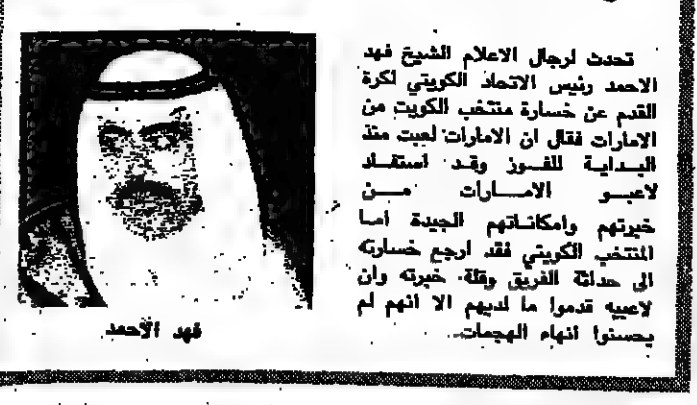 تحدث لرجال الاعلام الشيخ فهد
الاحمد رئيس الاتحاد الكويتي لكرة
القدم عن خسارة منتخب الكويت من
الامارات فقال ان الامارات لعبت منذ
البداية للفوز وقد استفاد
لاعبو الامارات من
خبرتهم وامكاناتهم الجيدة اما
المنتخب الكويتي فقد ارجع خسارته
الى حداثة الفريق وقلة خبرته وان
لاعبيه قدموا ما لديهم الا انهم لم
يحسنوا انهاء الهجمات.
فهد الاحمد